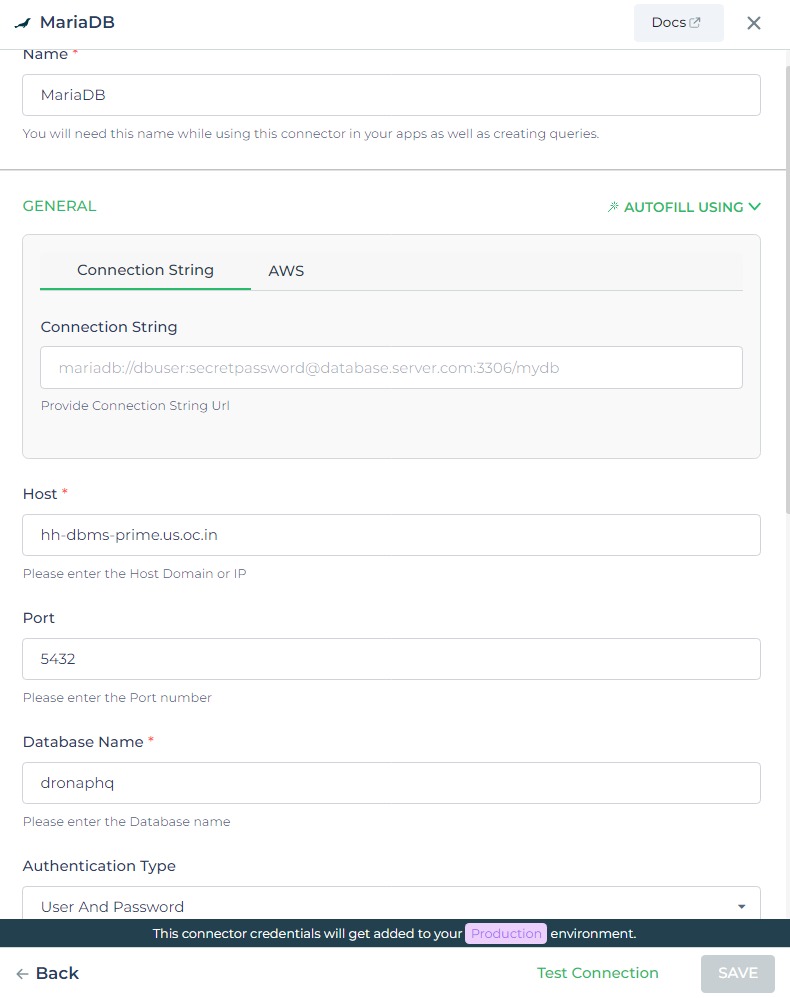 MariaDB
Docs
Name *
MariaDB
You will need this name while using this connector in your apps as well as creating queries.
GENERAL
AUTOFILL USING
Connection String
AWS
Connection String
mariadb://dbuser:secretpassword@database.server.com:3306/mydb
Provide Connection String Url
Host *
hh-dbms-prime.us.oc.in
Please enter the Host Domain or IP
Port
5432
Please enter the Port number
Database Name *
dronaphq
Please enter the Database name
Authentication Type
User And Password
This connector credentials will get added to your Production environment.
Back
Test Connection
SAVE